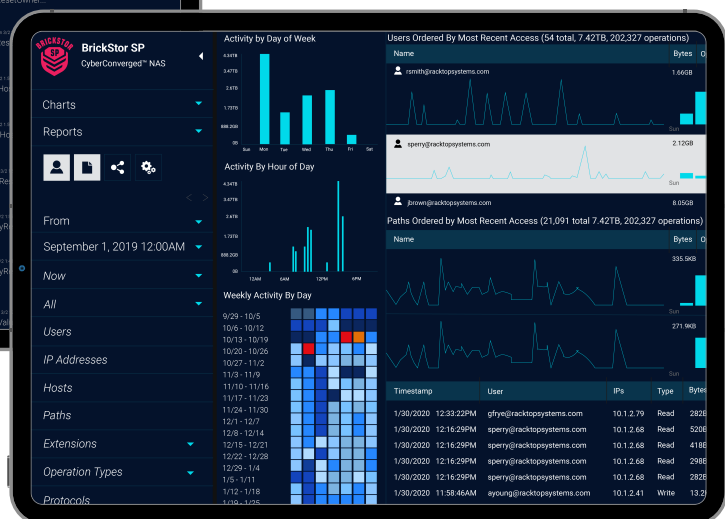 BRICKSTOR
SP
BrickStor SP
CyberConverged™ NAS
Charts
Reports
From
September 1, 2019 12:00AM
Now
All
Users
IP Addresses
Hosts
Paths
Extensions
Operation Types
Protocols
Activity by Day of Week
4.34TB
3.47TB
2.6TB
1.73TB
888.2GB
0B
Sun Mon Tue Wed Thu Fri Sat
Activity By Hour of Day
4.34TB
3.47TB
2.6TB
1.73TB
888.2GB
0B
12AM 6AM 12PM 6PM
Weekly Activity By Day
9/29 - 10/5
10/6 - 10/12
10/13 - 10/19
10/20 - 10/26
10/27 - 11/2
11/3 - 11/9
11/10 - 11/16
11/17 - 11/23
11/24 - 11/30
12/1 - 12/7
12/8 - 12/14
12/15 - 12/21
12/22 - 12/28
12/29 - 1/4
1/5 - 1/11
1/12 - 1/18
1/19 - 1/25
Users Ordered By Most Recent Access (54 total, 7.42TB, 202,327 operations)
Name Bytes O
rsmith@racktopsystems.com 1.66GB
Sun
sperry@racktopsystems.com 2.12GB
Sun
jbrown@racktopsystems.com 8.05GB
Paths Ordered by Most Recent Access (21,091 total 7.42TB, 202,327 operations)
Name Bytes O
335.5KB
Sun
271.9KB
Sun
Timestamp User IPs Type Bytes
1/30/2020 12:33:22PM gfrye@racktopsystems.com 10.1.2.79 Read 282B
1/30/2020 12:16:29PM sperry@racktopsystems.com 10.1.2.68 Read 520B
1/30/2020 12:16:29PM sperry@racktopsystems.com 10.1.2.68 Read 418B
1/30/2020 12:16:29PM sperry@racktopsystems.com 10.1.2.68 Read 298B
1/30/2020 12:16:29PM sperry@racktopsystems.com 10.1.2.68 Read 282B
1/30/2020 11:58:46AM ayoung@racktopsystems.com 10.1.2.41 Write 13.2